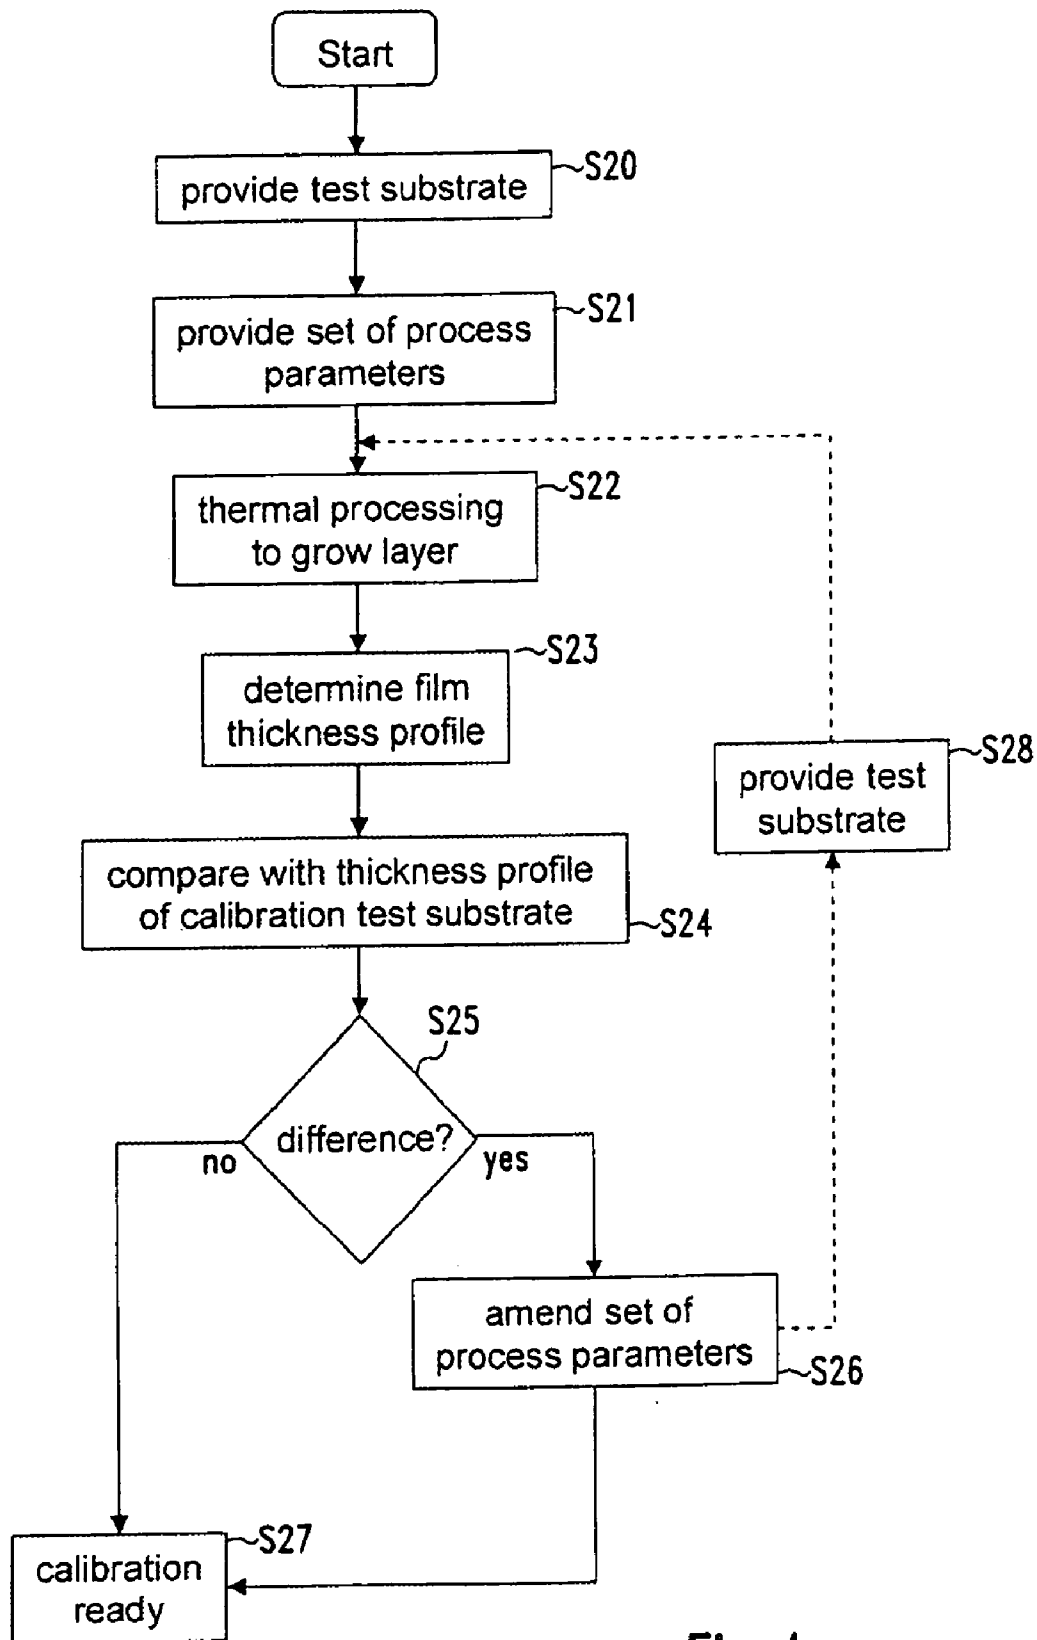 Start
provide test substrate
S20
provide set of process
parameters
S21
thermal processing
to grow layer
S22
determine film
thickness profile
S23
provide test
substrate
S28
compare with thickness profile
of calibration test substrate
S24
S25
difference?
no
yes
amend set of
process parameters
S26
calibration
ready
S27